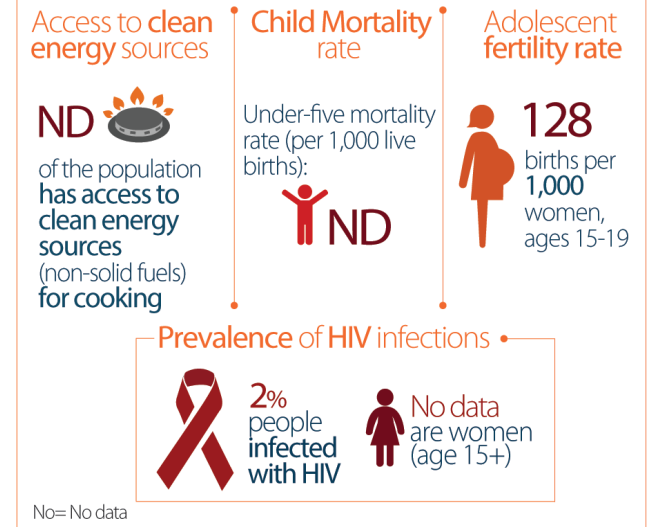 Access to clean
energy sources
ND
of the population
has access to
clean energy
sources
(non-solid fuels)
for cooking
Child Mortality
rate
Under-five mortality
rate (per 1,000 live
births):
ND
Adolescent
fertility rate
128
births per
1,000
women,
ages 15-19
Prevalence of HIV infections
2%
people
infected
with HIV
No data
are women
(age 15+)
No= No data